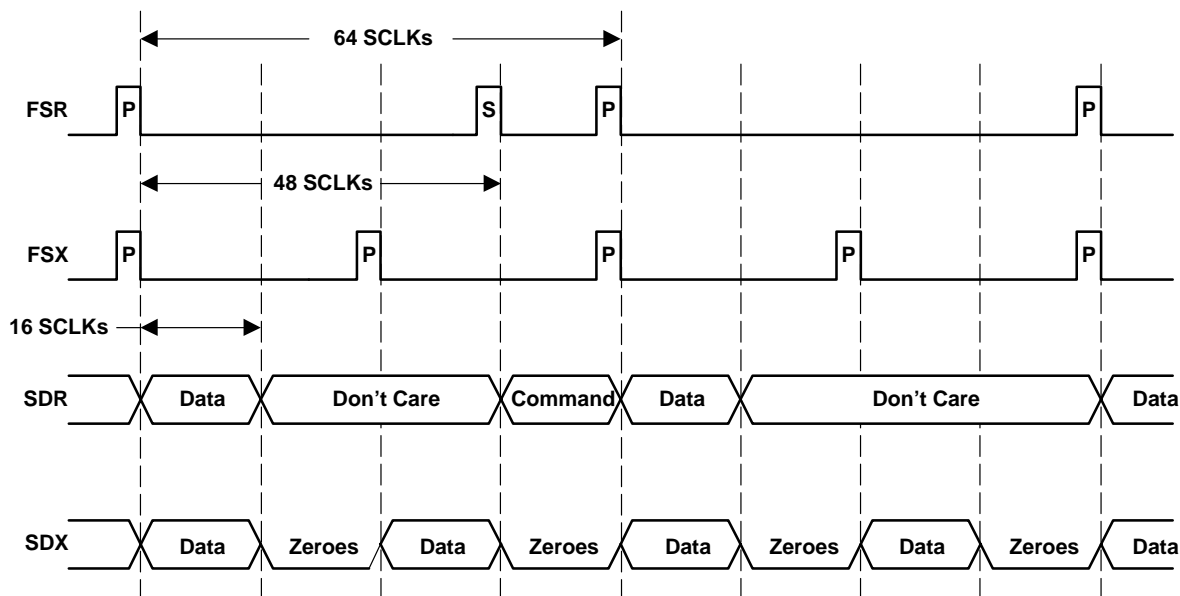 64 SCLKs
FSR P S P P
48 SCLKs
FSX P P P P P
16 SCLKs
SDR Data Don't Care Command Data Don't Care Data
SDX Data Zeroes Data Zeroes Data Zeroes Data Zeroes Data